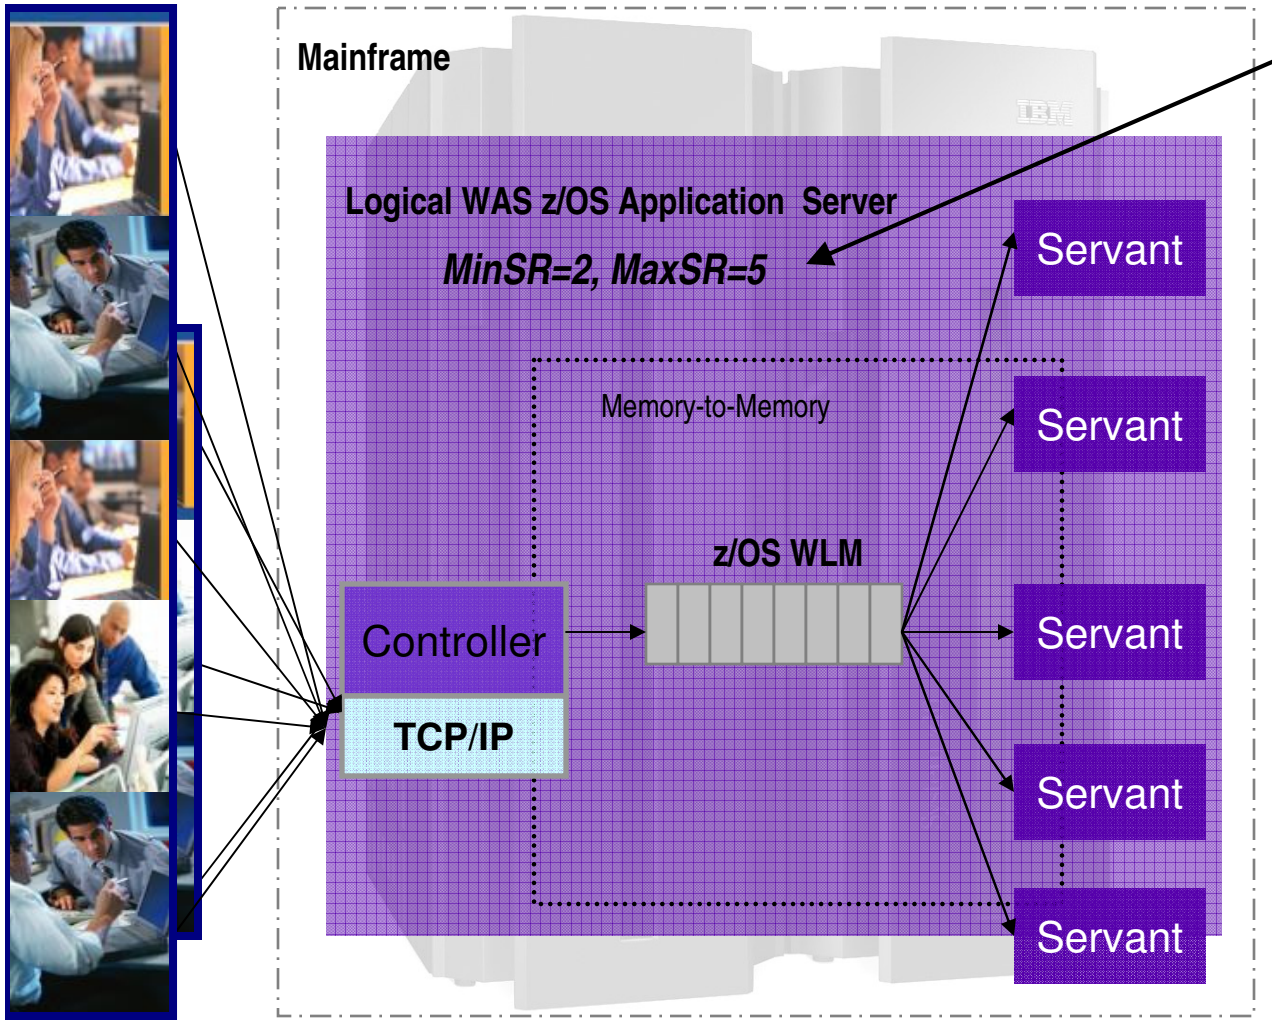 Mainframe
IBM
Logical WAS z/OS Application Server
MinSR=2, MaxSR=5
Servant
Servant
Memory-to-Memory
z/OS WLM
Controller
Servant
TCP/IP
Servant
Servant